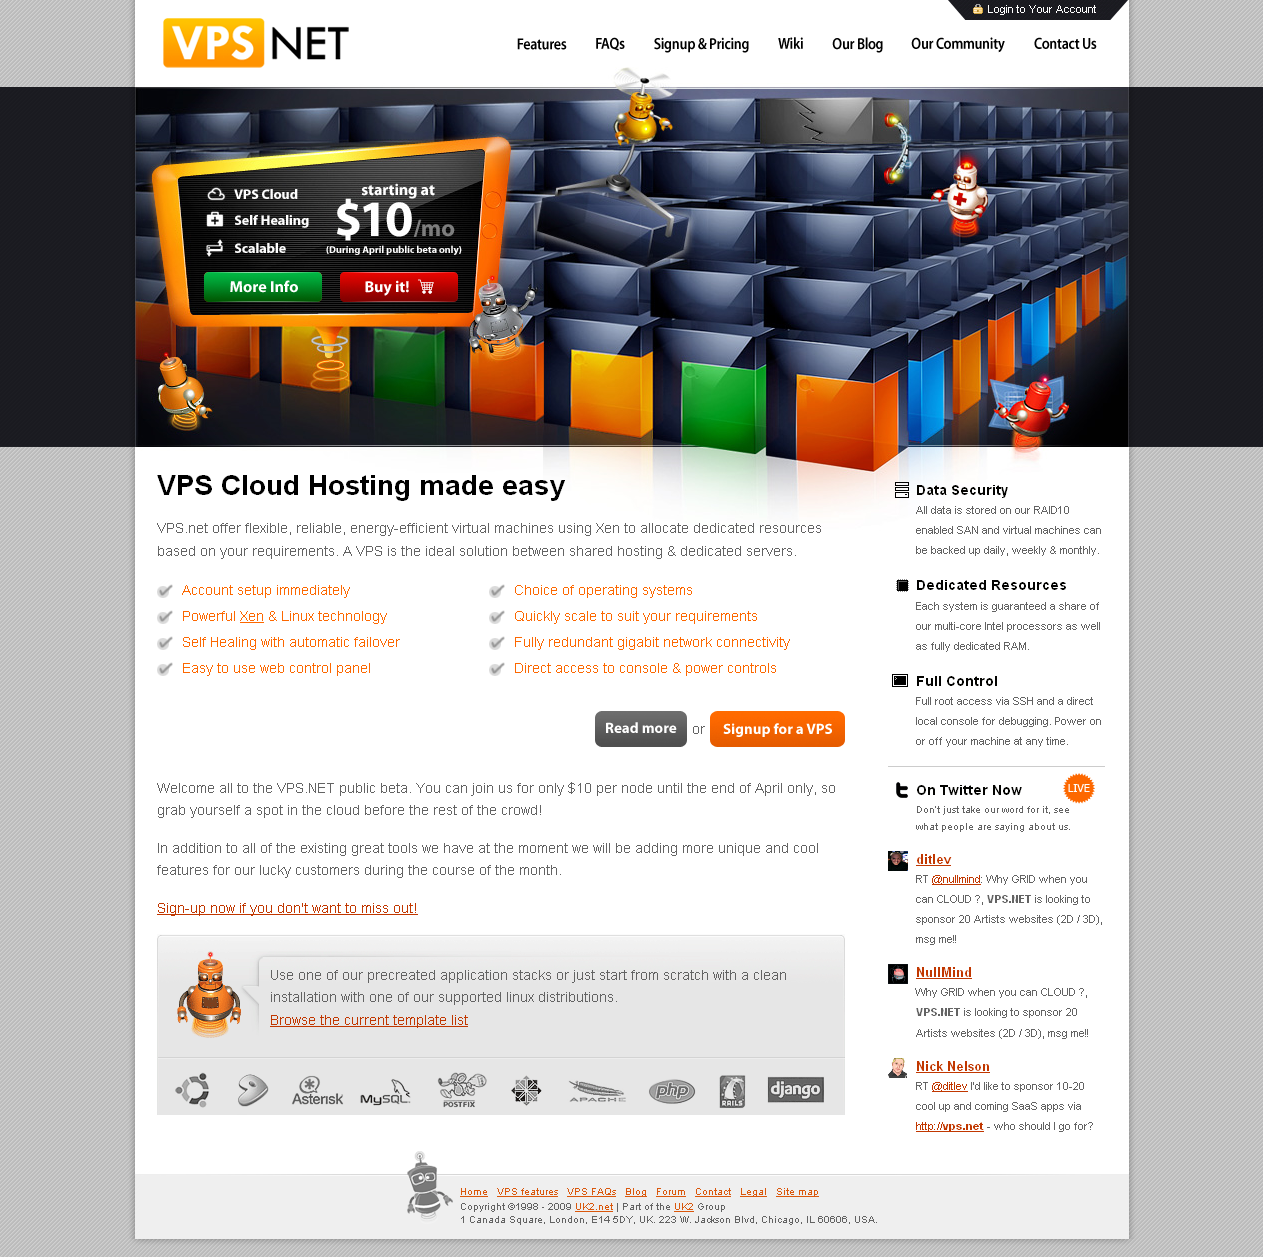 Login to Your Account
VPS NET
Features FAQs Signup & Pricing Wiki Our Blog Our Community Contact Us
VPS Cloud
Self Healing
Scalable
starting at
$10/mo
(During April public beta only)
More Info
Buy it!
VPS Cloud Hosting made easy
VPS.net offer flexible, reliable, energy-efficient virtual machines using Xen to allocate dedicated resources
based on your requirements. A VPS is the ideal solution between shared hosting & dedicated servers.
Account setup immediately
Powerful Xen & Linux technology
Self Healing with automatic failover
Easy to use web control panel
Choice of operating systems
Quickly scale to suit your requirements
Fully redundant gigabit network connectivity
Direct access to console & power controls
Read more or Signup for a VPS
Welcome all to the VPS.NET public beta. You can join us for only $10 per node until the end of April only, so
grab yourself a spot in the cloud before the rest of the crowd!
In addition to all of the existing great tools we have at the moment we will be adding more unique and cool
features for our lucky customers during the course of the month.
Sign-up now if you don't want to miss out!
Use one of our precreated application stacks or just start from scratch with a clean
installation with one of our supported linux distributions.
Browse the current template list
Asterisk
MySQL
POSTFIX
APACHE
php
RAILS
django
Data Security
All data is stored on our RAID10
enabled SAN and virtual machines can
be backed up daily, weekly & monthly.
Dedicated Resources
Each system is guaranteed a share of
our multi-core Intel processors as well
as fully dedicated RAM.
Full Control
Full root access via SSH and a direct
local console for debugging. Power on
or off your machine at any time.
On Twitter Now
LIVE
Don't just take our word for it, see
what people are saying about us.
ditlev
RT @nullmind: Why GRID when you
can CLOUD ?, VPS.NET is looking to
sponsor 20 Artists websites (2D / 3D),
msg me!!
NullMind
Why GRID when you can CLOUD ?,
VPS.NET is looking to sponsor 20
Artists websites (2D / 3D), msg me!!
Nick Nelson
RT @ditlev I'd like to sponsor 10-20
cool up and coming SaaS apps via
http://vps.net - who should I go for?
Home VPS features VPS FAQs Blog Forum Contact Legal Site map
Copyright ©1998 - 2009 UK2.net | Part of the UK2 Group
1 Canada Square, London, E14 5DY, UK. 223 W. Jackson Blvd, Chicago, IL 60606, USA.